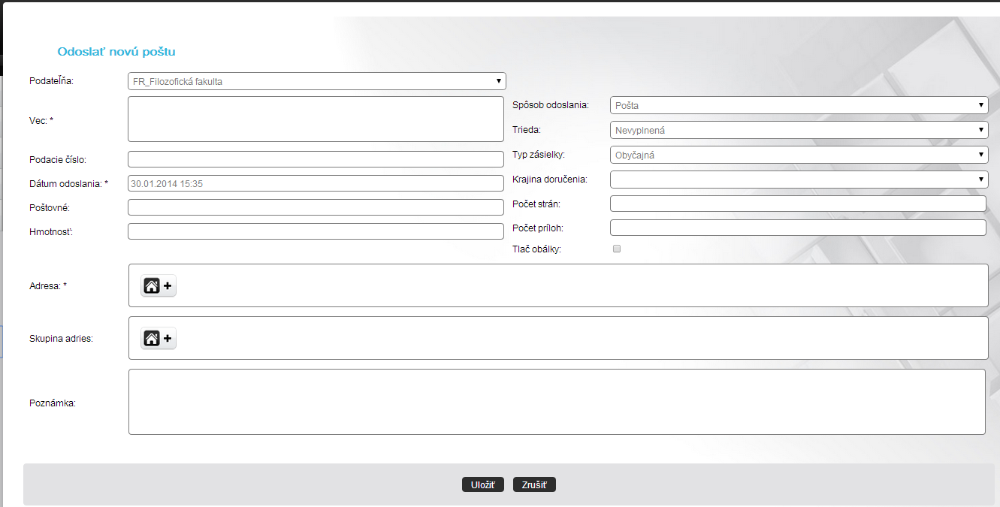 Odoslať novú poštu
Podateľňa: FR_Filozofická fakulta
Vec: *
Podacie číslo:
Dátum odoslania: * 30.01.2014 15:35
Poštovné:
Hmotnosť:
Spôsob odoslania: Pošta
Trieda: Nevyplnená
Typ zásielky: Obyčajná
Krajina doručenia:
Počet strán:
Počet príloh:
Tlač obálky:
Adresa: *
Skupina adries:
Poznámka:
Uložiť Zrušiť